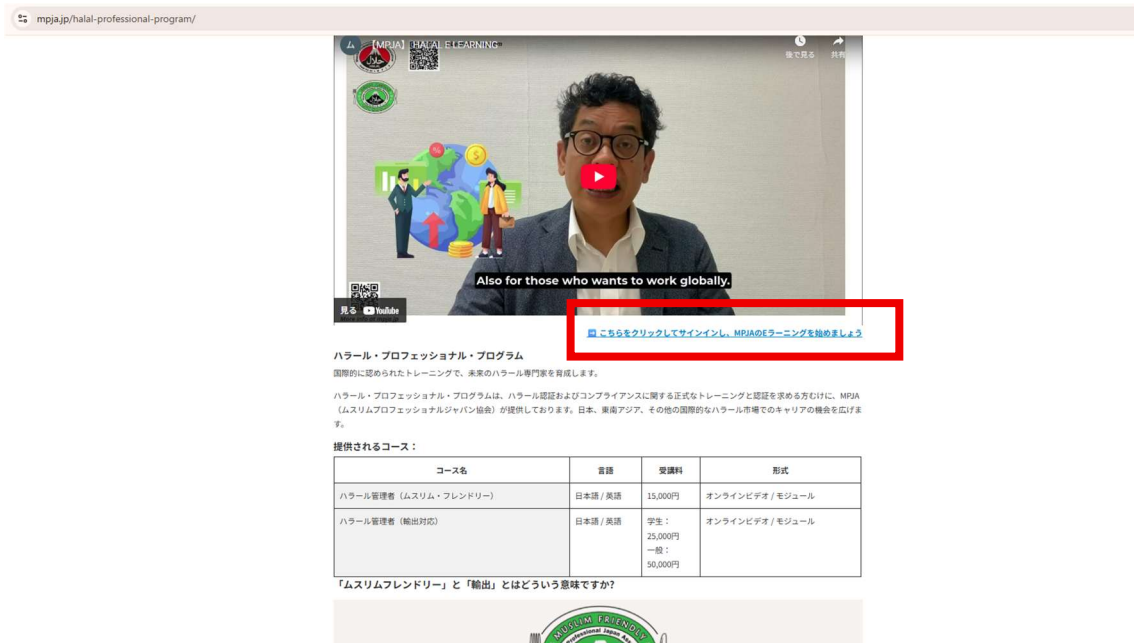 mpja.jp/halal-professional-program/
ム 【MPJA】 HALAL E LEARNING
後で見る 共有
%
$
Also for those who wants to work globally.
見る YouTube
こちらをクリックしてサインインし、MPJAのEラーニングを始めましょう
ハラール・プロフェッショナル・プログラム
国際的に認められたトレーニングで、未来のハラール専門家を育成します。
ハラール・プロフェッショナル・プログラムは、ハラール認証およびコンプライアンスに関する正式なトレーニングと認証を求める方むけに、MPJA
（ムスリムプロフェッショナルジャパン協会）が提供しております。日本、東南アジア、その他の国際的なハラール市場でのキャリアの機会を広げま
す。
提供されるコース：
コース名 言語 受講料 形式
ハラール管理者（ムスリム・フレンドリー） 日本語 / 英語 15,000円 オンラインビデオ / モジュール
ハラール管理者（輸出対応） 日本語 / 英語 学生： オンラインビデオ / モジュール
25,000円
一般：
50,000円
「ムスリムフレンドリー」と「輸出」とはどういう意味ですか?
MUSLIM FRIENDLY